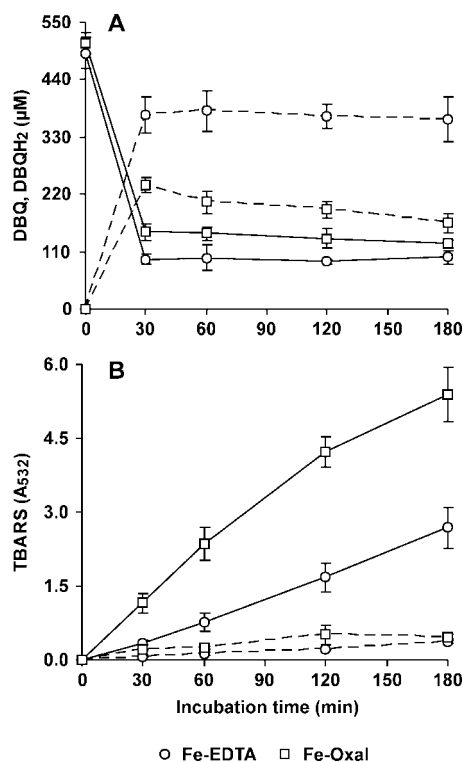 A
550
440
330
220
110
0
DBQ, DBQH2 (µM)
0 30 60 90 120 150 180
B
6.0
4.5
3.0
1.5
0.0
TBARS (A532)
0 30 60 90 120 150 180
Incubation time (min)
Fe-EDTA Fe-Oxal